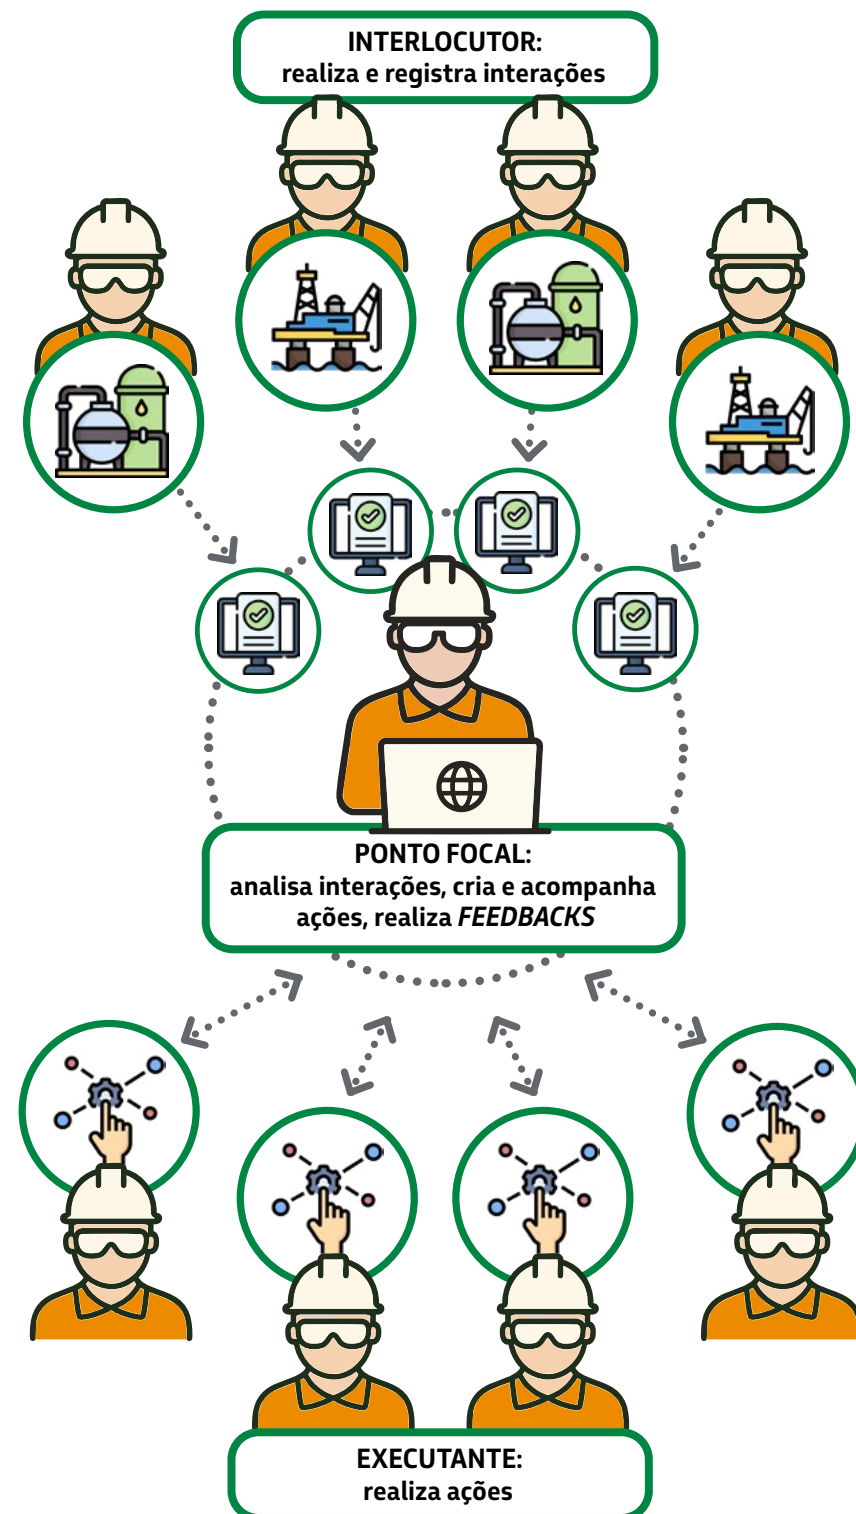 INTERLOCUTOR:
realiza e registra interações
PONTO FOCAL:
analisa interações, cria e acompanha
ações, realiza FEEDBACKS
EXECUTANTE:
realiza ações